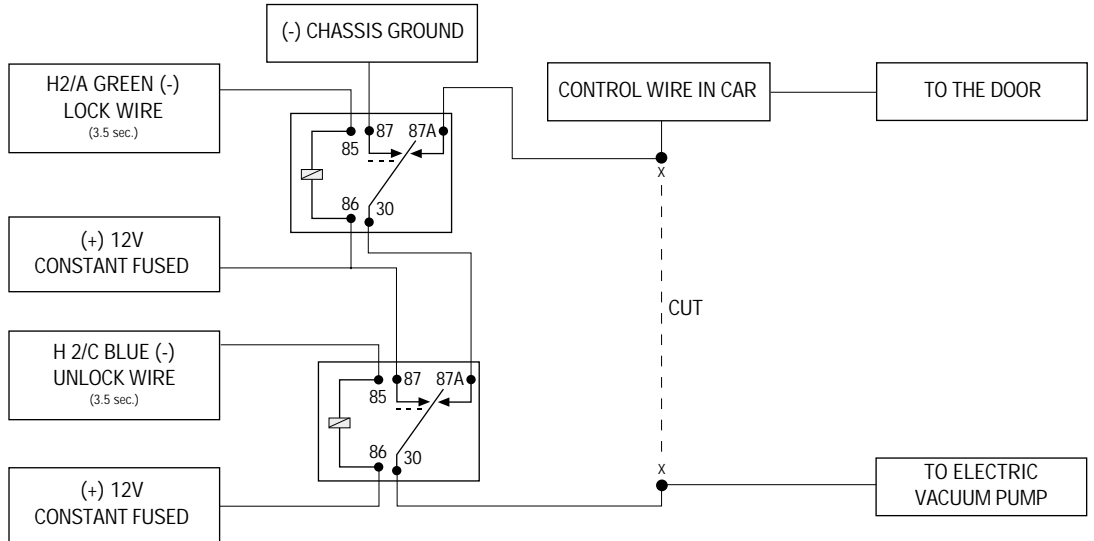 (-) CHASSIS GROUND
H2/A GREEN (-)
LOCK WIRE
(3.5 sec.)
CONTROL WIRE IN CAR
TO THE DOOR
87
87A
85
86
30
x
(+) 12V
CONSTANT FUSED
CUT
H 2/C BLUE (-)
UNLOCK WIRE
(3.5 sec.)
87
87A
85
86
30
x
(+) 12V
CONSTANT FUSED
TO ELECTRIC
VACUUM PUMP